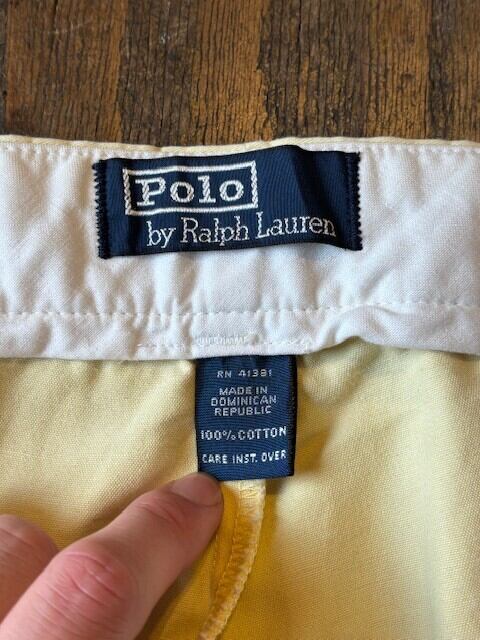 Polo
by Ralph Lauren
RN 41381
MADE IN
DOMINICAN
REPUBLIC
100% COTTON
CARE INST. OVER